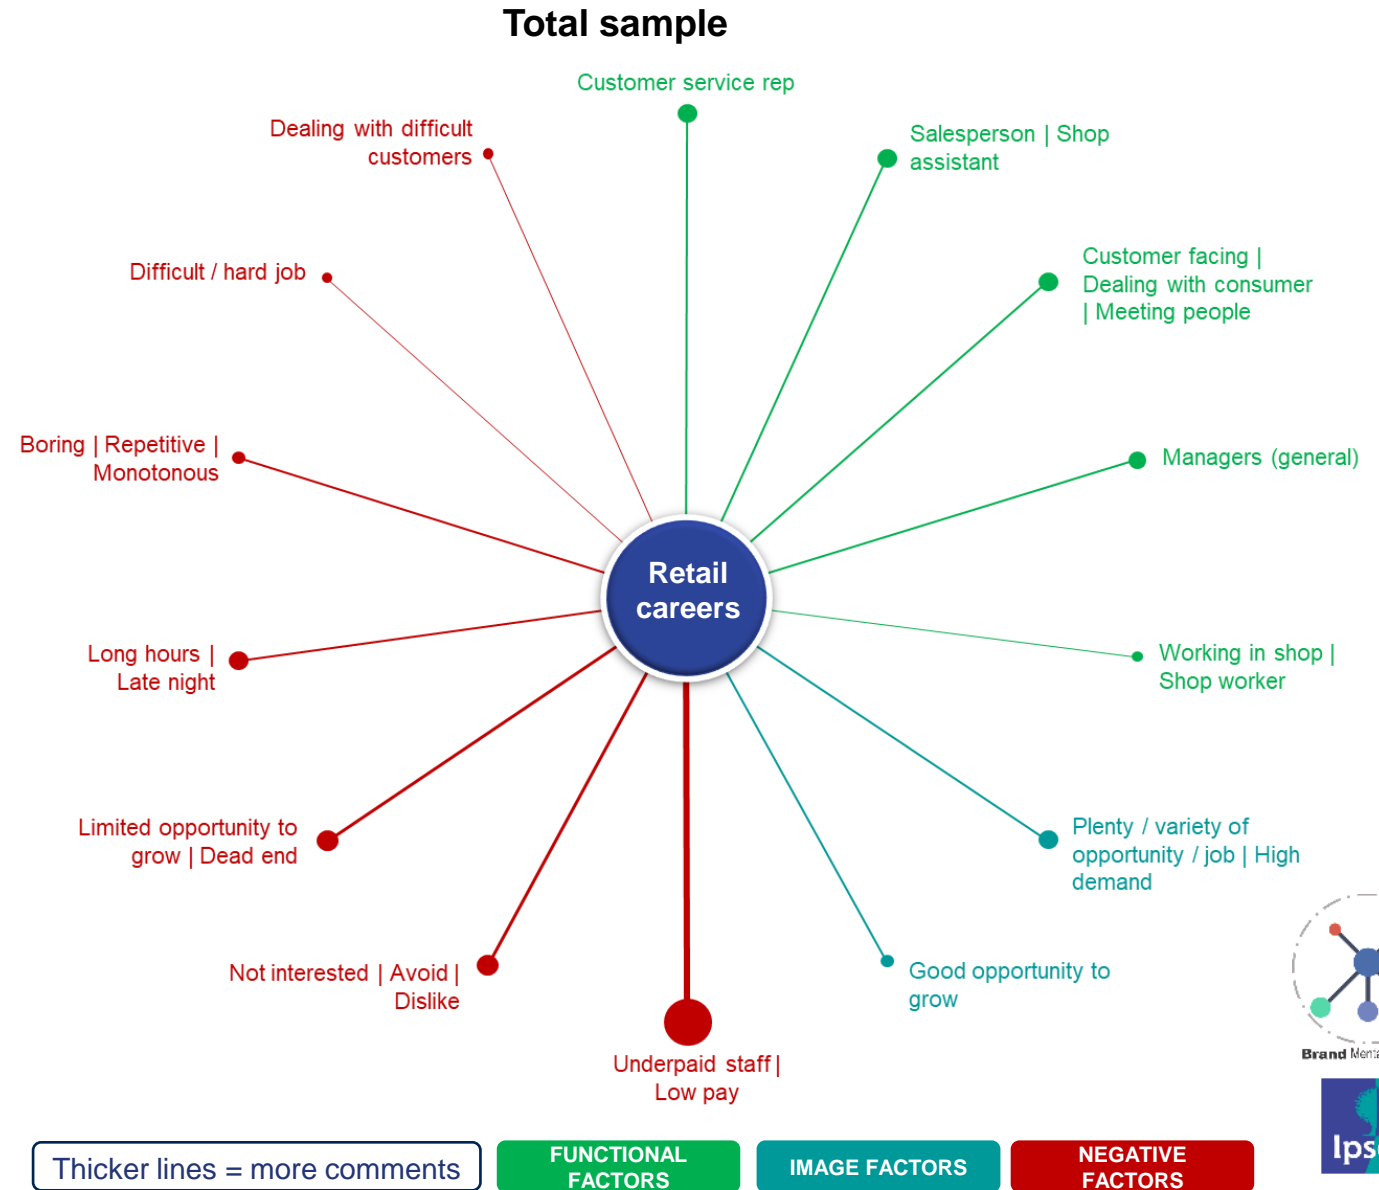 Total sample
Customer service rep
Dealing with difficult
customers
Salesperson | Shop
assistant
Difficult / hard job
Customer facing |
Dealing with consumer
| Meeting people
Boring | Repetitive |
Monotonous
Managers (general)
Retail
careers
Long hours |
Late night
Working in shop |
Shop worker
Limited opportunity to
grow | Dead end
Plenty / variety of
opportunity / job | High
demand
Not interested | Avoid |
Dislike
Good opportunity to
grow
Underpaid staff |
Low pay
Brand
Thicker lines = more comments
FUNCTIONAL
FACTORS
IMAGE FACTORS
NEGATIVE
FACTORS